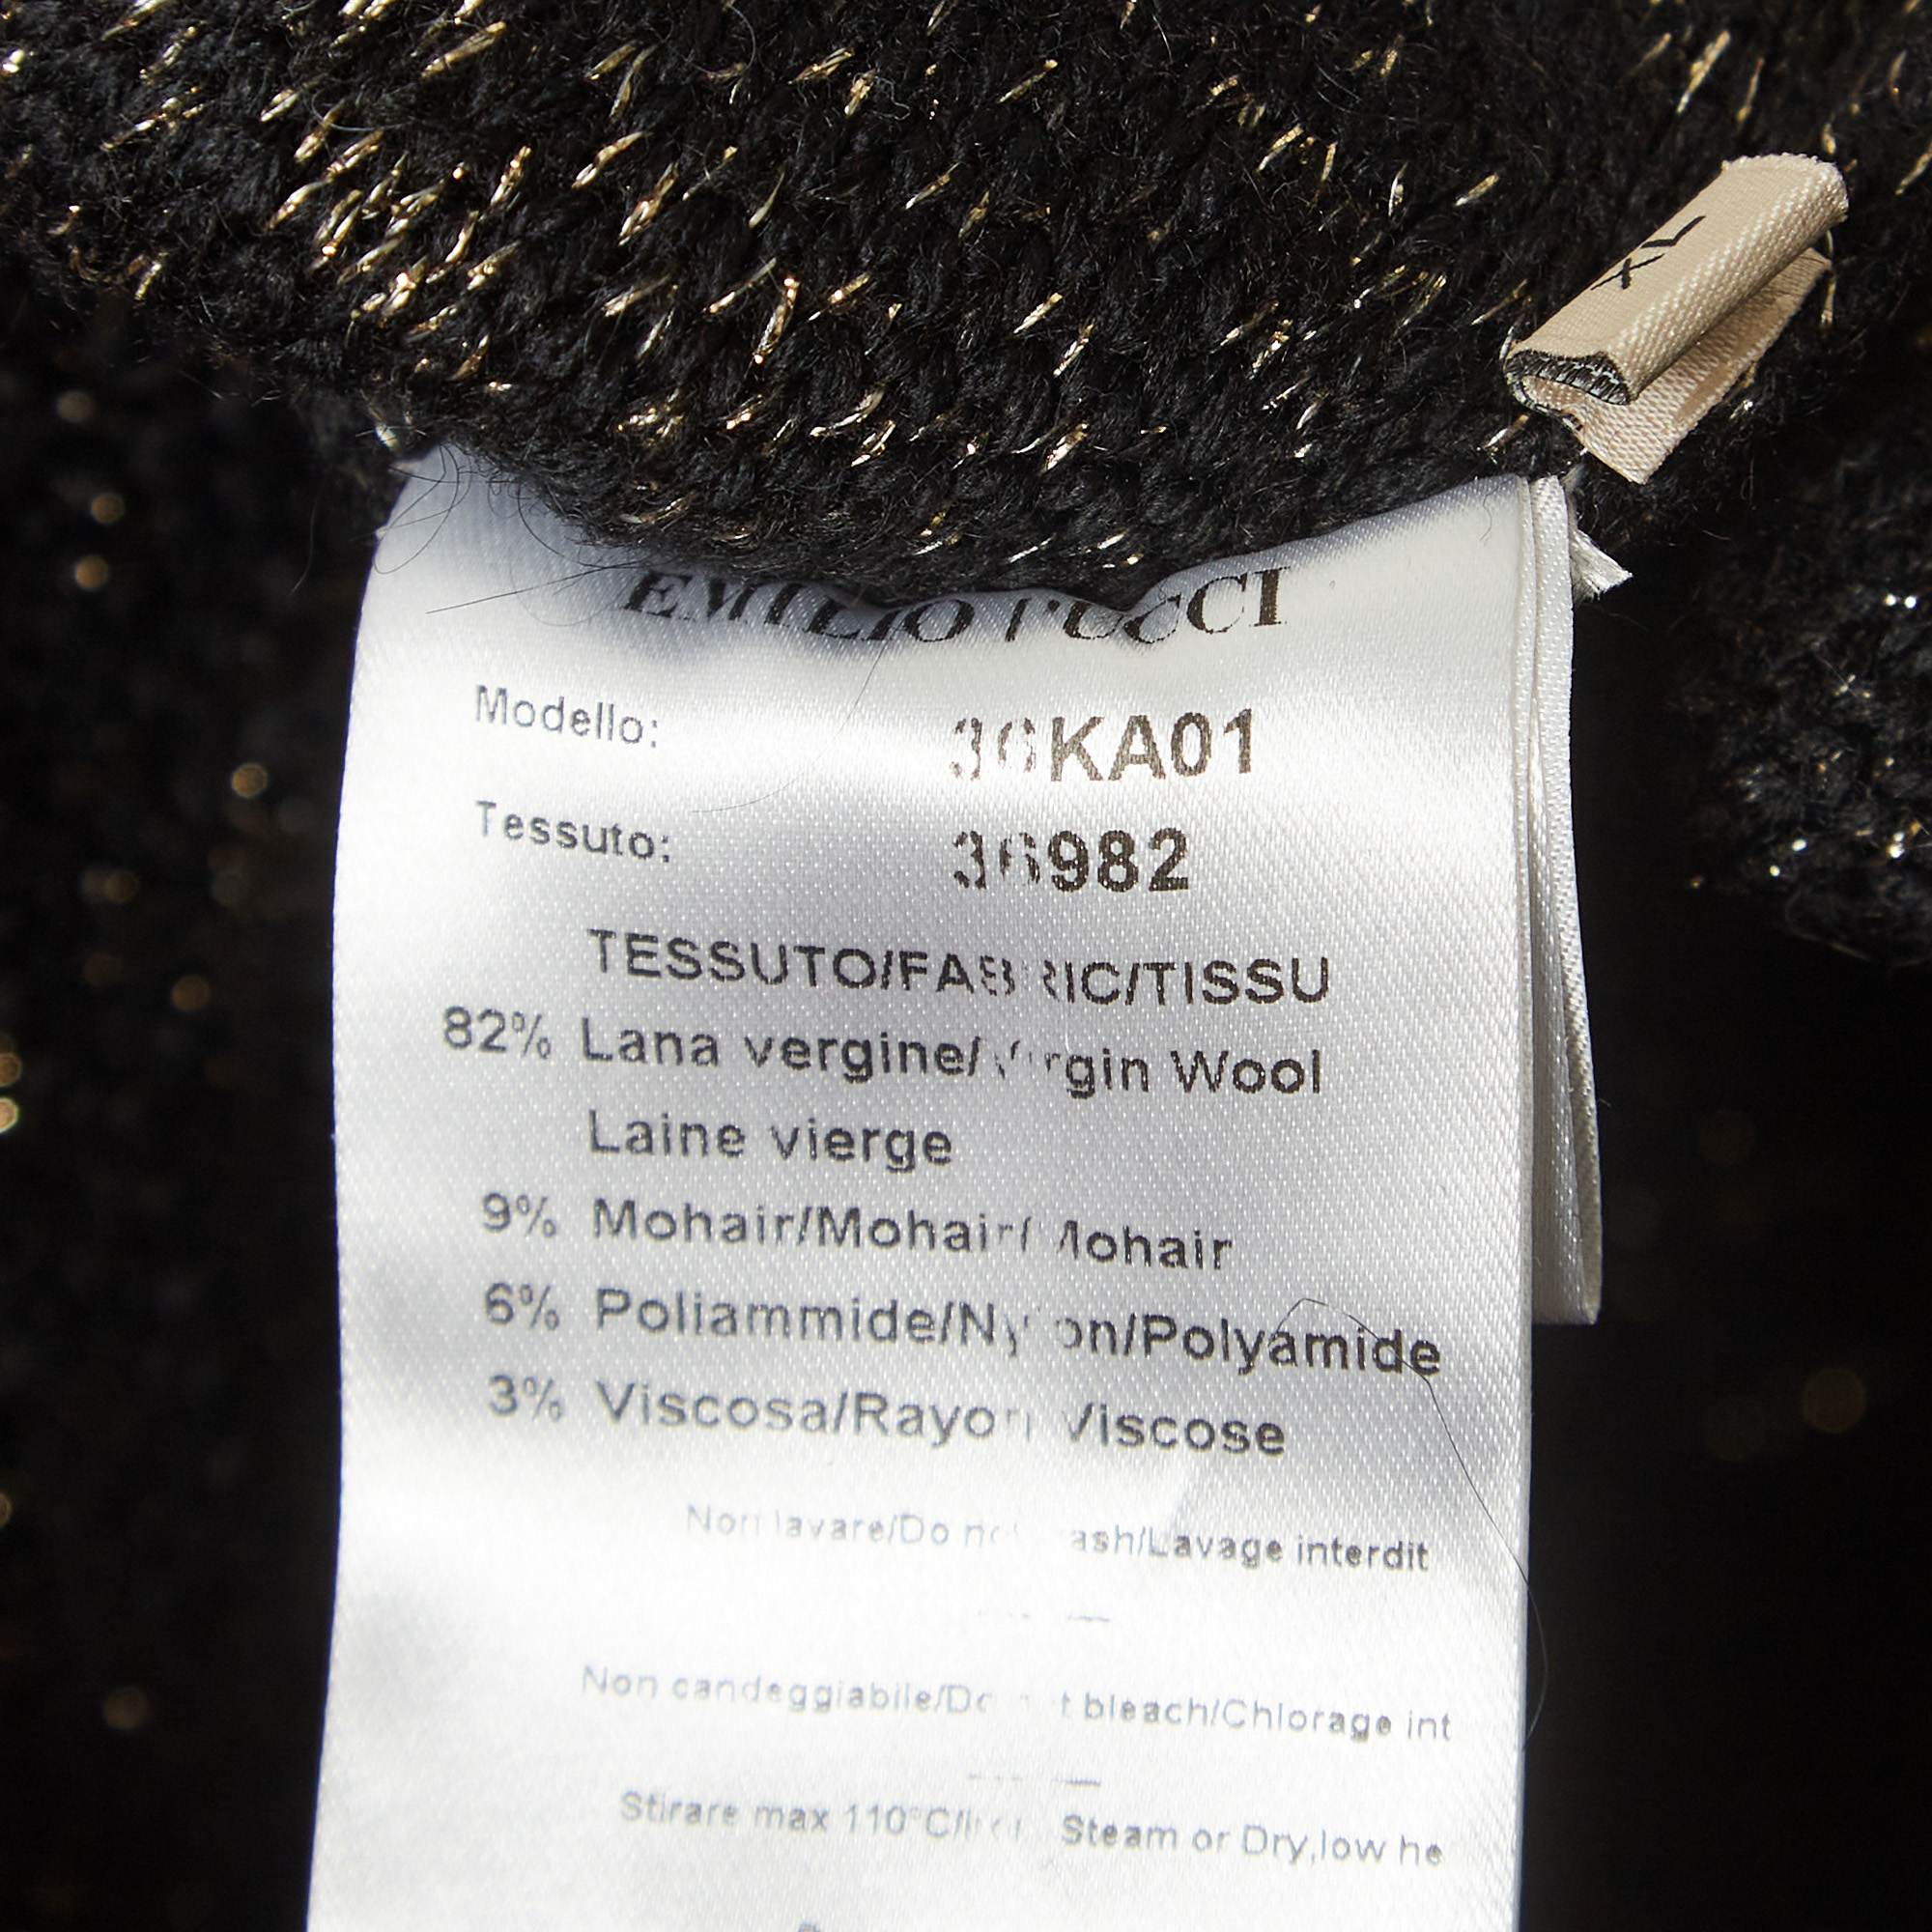 XL
EMILIO PUCCI
Modello: 36KA01
Tessuto: 36982
TESSUTO/FABRIC/TISSU
82% Lana vergine/Virgin Wool
Laine vierge
9% Mohair/Mohair/Mohair
6% Poliammide/Nylon/Polyamide
3% Viscosa/Rayon/Viscose
Non lavare/Do not wash/Lavage interdit
Non candeggiabile/Do not bleach/Chlorage int
Stirare max 110°C/Iron Steam or Dry,low he